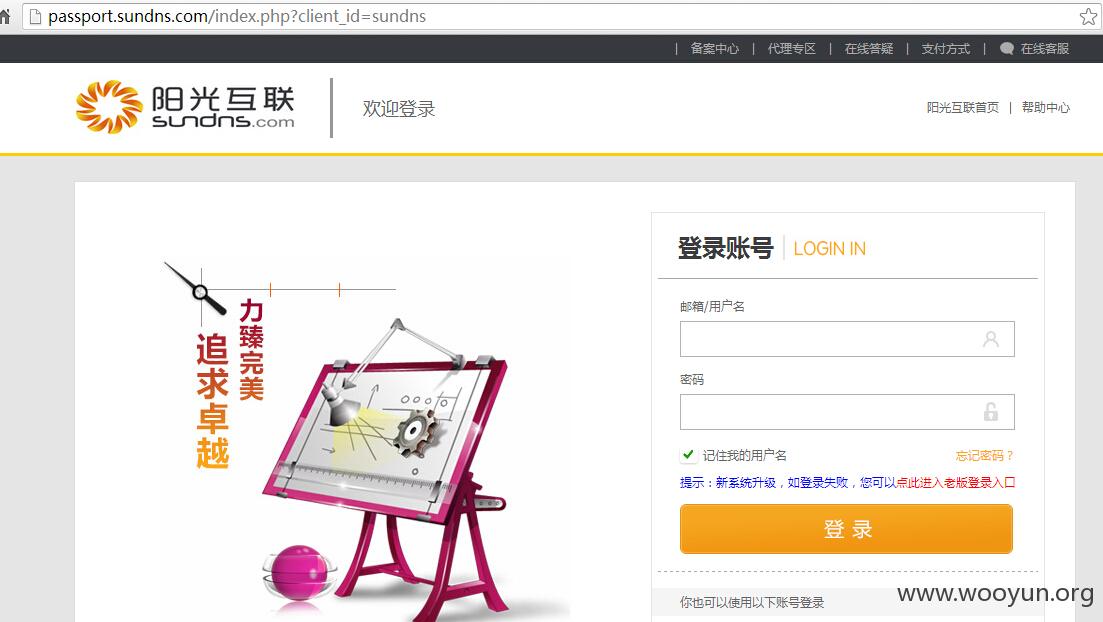 passport.sundns.com/index.php?client_id=sundns
| 备案中心 | 代理专区 | 在线答疑 | 支付方式 | 在线客服
阳光互联
sundns.com
欢迎登录
阳光互联首页 | 帮助中心
力臻完美
追求卓越
登录账号
LOGIN IN
邮箱/用户名
密码
记住我的用户名
忘记密码？
提示：新系统升级，如登录失败，您可以点此进入老版登录入口
登 录
你也可以使用以下账号登录
www.wooyun.org